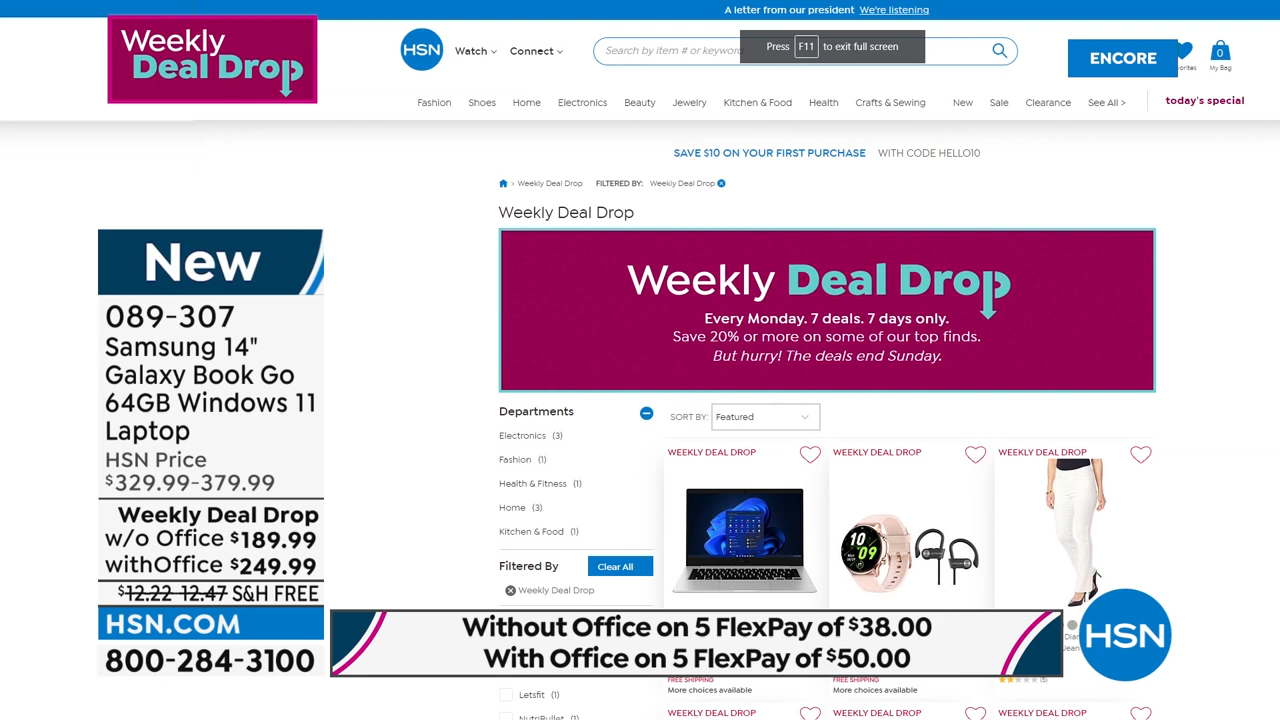 A letter from our president We're listening
Weekly
Deal Drop
HSN
Watch
Connect
Search by item # or keyword
Press F11 to exit full screen
ENCORE
0
My Bag
Fashion Shoes Home Electronics Beauty Jewelry Kitchen & Food Health Crafts & Sewing New Sale Clearance See All > today's special
SAVE $10 ON YOUR FIRST PURCHASE WITH CODE HELLO10
> Weekly Deal Drop FILTERED BY: Weekly Deal Drop
Weekly Deal Drop
Weekly Deal Drop
Every Monday. 7 deals. 7 days only.
Save 20% or more on some of our top finds.
But hurry! The deals end Sunday.
New
089-307
Samsung 14"
Galaxy Book Go
64GB Windows 11
Laptop
HSN Price
$329.99-379.99
Weekly Deal Drop
w/o Office $189.99
withOffice $249.99
$12.22-12.47 S&H FREE
HSN.COM
800-284-3100
Departments
Electronics (3)
Fashion (1)
Health & Fitness (1)
Home (3)
Kitchen & Food (1)
Filtered By Clear All
Weekly Deal Drop
SORT BY: Featured
WEEKLY DEAL DROP WEEKLY DEAL DROP WEEKLY DEAL DROP
10
09
Without Office on 5 FlexPay of $38.00
With Office on 5 FlexPay of $50.00
HSN
FREE SHIPPING FREE SHIPPING
More choices available More choices available
(5)
Letsfit (1)
NutriBullet (1)
WEEKLY DEAL DROP WEEKLY DEAL DROP WEEKLY DEAL DROP